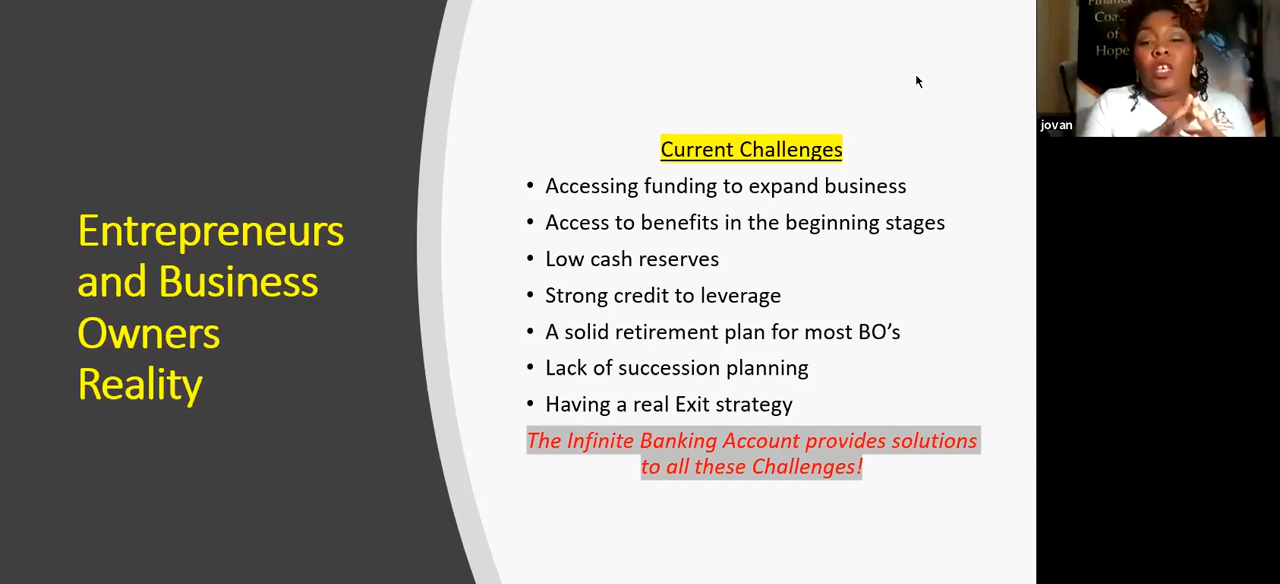 Entrepreneurs
and Business
Owners
Reality
Current Challenges
• Accessing funding to expand business
• Access to benefits in the beginning stages
• Low cash reserves
• Strong credit to leverage
• A solid retirement plan for most BO's
• Lack of succession planning
• Having a real Exit strategy
The Infinite Banking Account provides solutions
to all these Challenges!
of
Hope
jovan